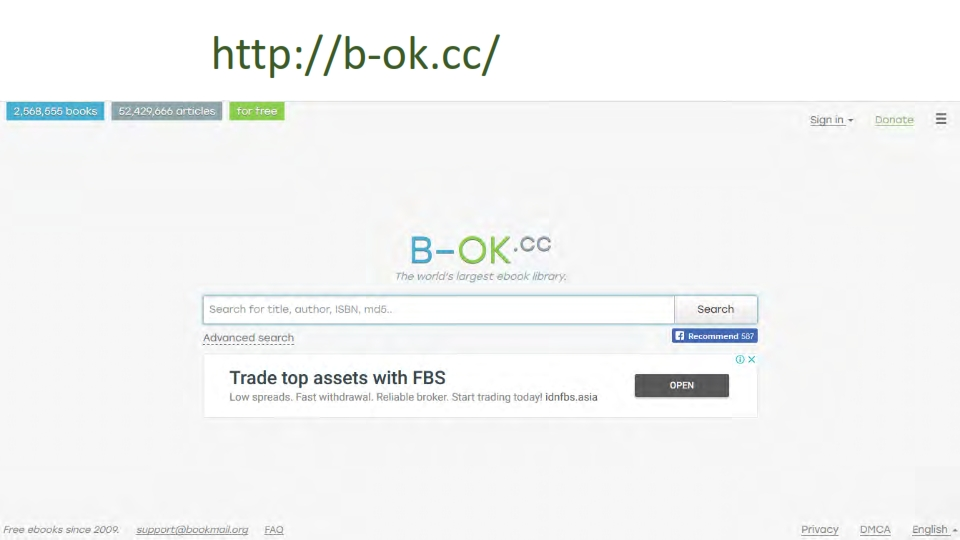 http://b-ok.cc/
2,568,555 books 52,429,666 articles for free
Sign in Donate
B-OK.CC
The world's largest ebook library.
Search for title, author, ISBN, md5.. Search
Advanced search Recommend 587
Trade top assets with FBS
Low spreads. Fast withdrawal. Reliable broker. Start trading today! idnfbs.asia
OPEN
Free ebooks since 2009. support@bookmail.org FAQ Privacy DMCA English